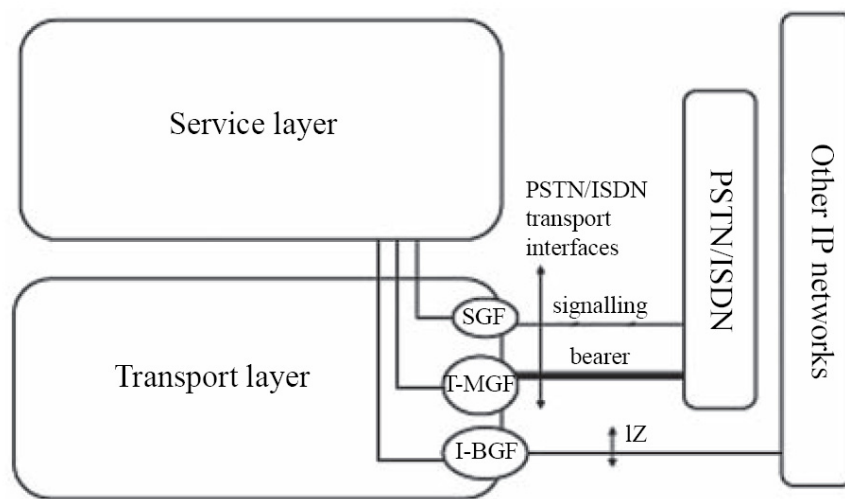 Service layer
PSTN/ISDN
transport
interfaces
SGF
signalling
T-MGF
bearer
Transport layer
I-BGF
lZ
PSTN/ISDN
Other IP networks